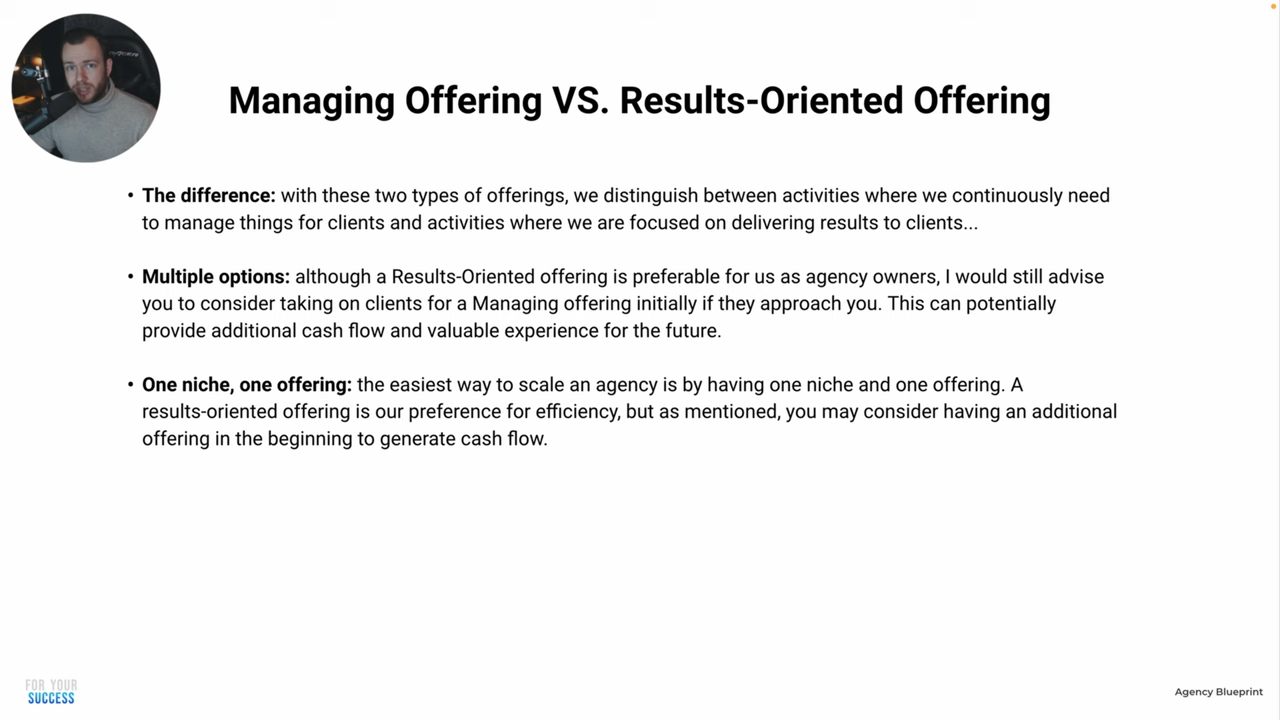 Managing Offering VS. Results-Oriented Offering
• The difference: with these two types of offerings, we distinguish between activities where we continuously need
to manage things for clients and activities where we are focused on delivering results to clients...
• Multiple options: although a Results-Oriented offering is preferable for us as agency owners, I would still advise
you to consider taking on clients for a Managing offering initially if they approach you. This can potentially
provide additional cash flow and valuable experience for the future.
• One niche, one offering: the easiest way to scale an agency is by having one niche and one offering. A
results-oriented offering is our preference for efficiency, but as mentioned, you may consider having an additional
offering in the beginning to generate cash flow.
FOR YOUR
SUCCESS
Agency Blueprint